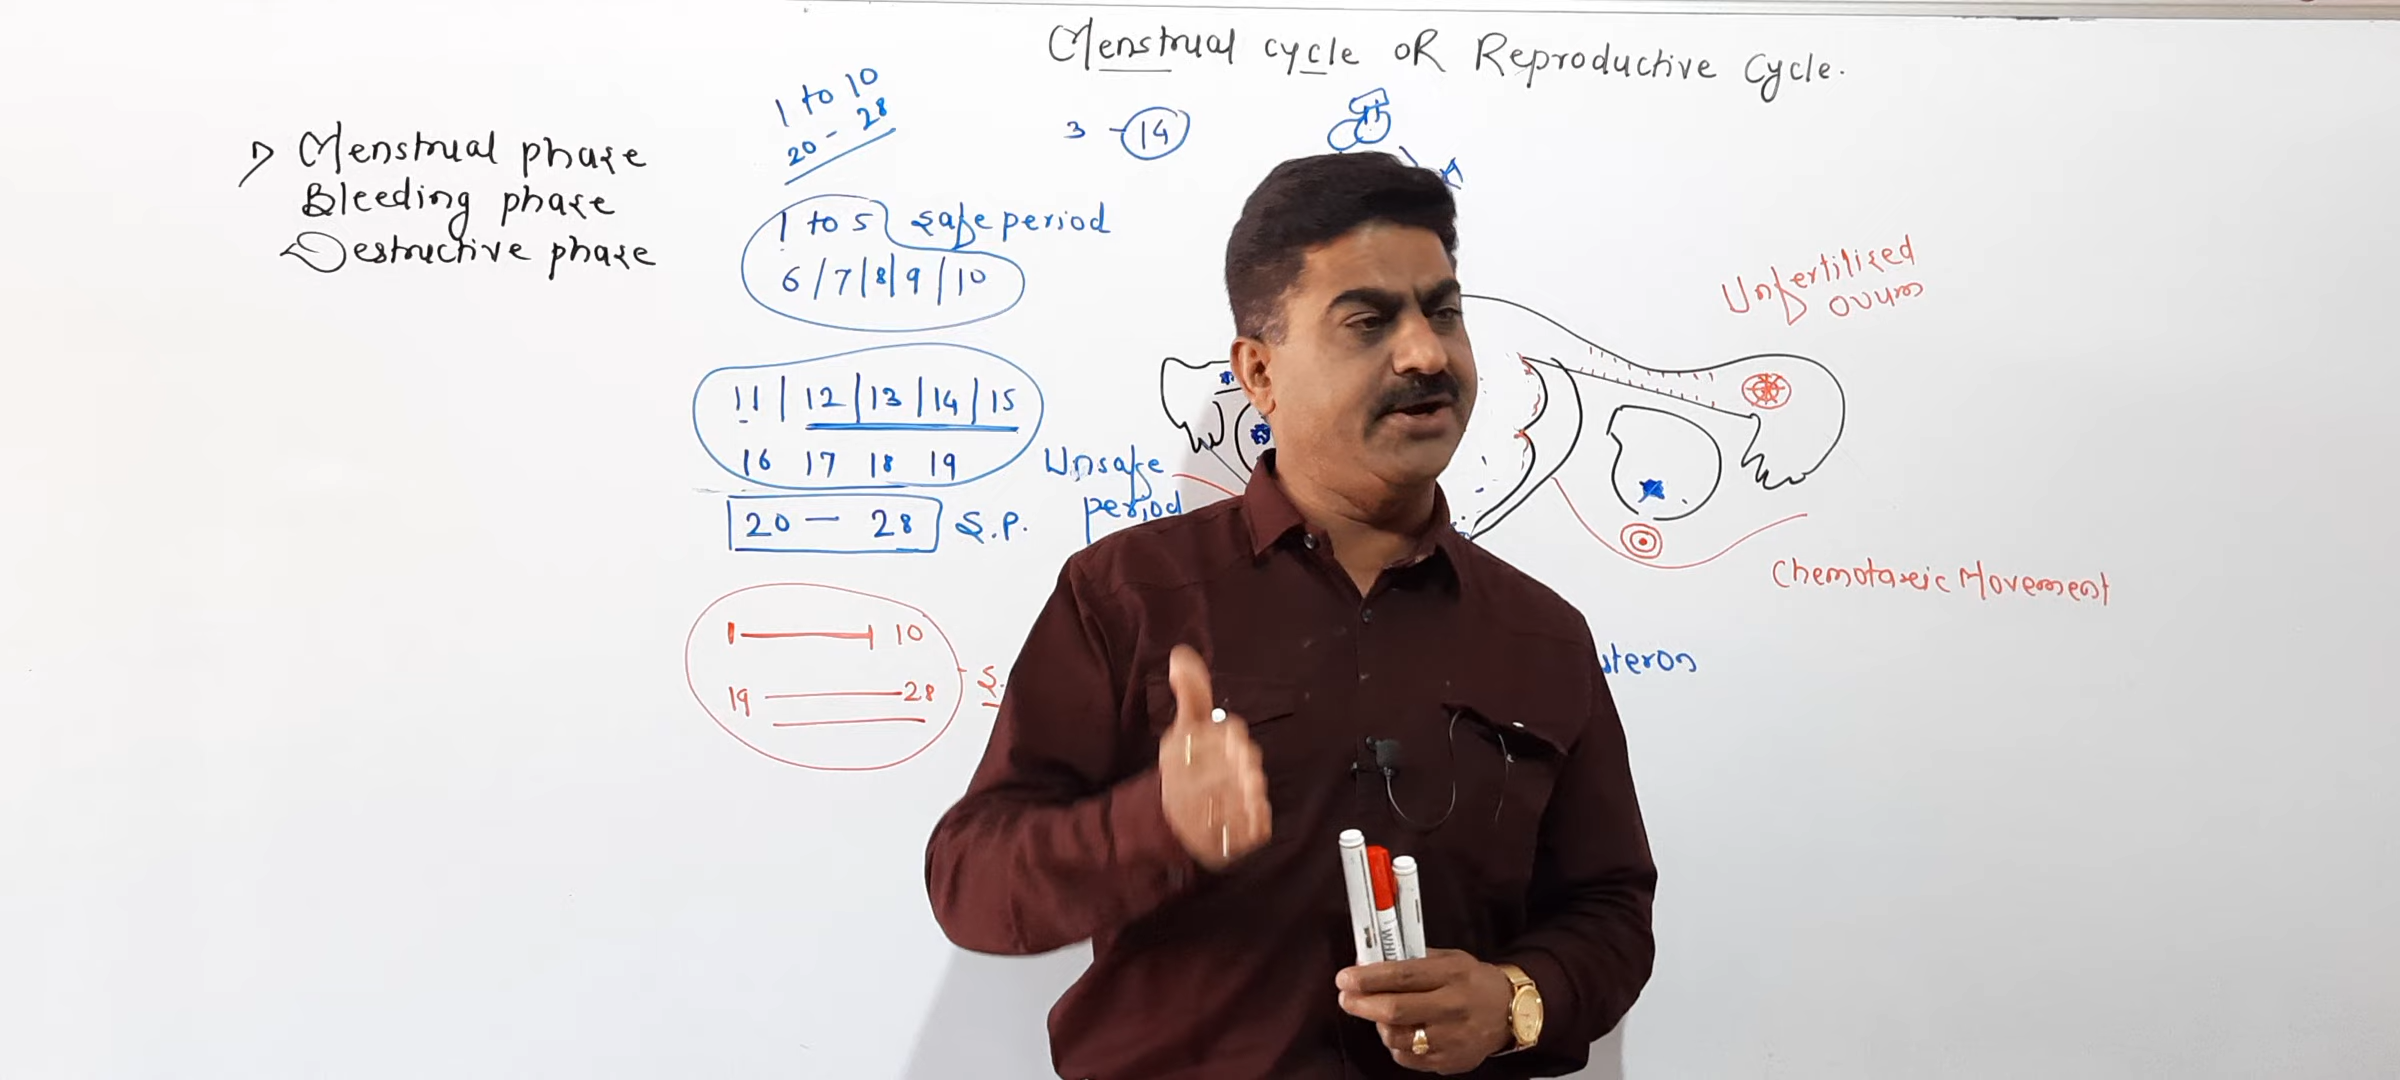 Menstrual cycle OR Reproductive Cycle.
1 to 10
20 - 28
3 - 14
Menstrual phase
Bleeding phase
Destructive phase
1 to 5 safe period
6 / 7 | 8 | 9 / 10
11 | 12 | 13 | 14 | 15
16 17 18 19 Unsafe
period
20 — 28 S.P.
Unfertilised
ovum
Chemotaxic Movement
1 — 10
19 — 28
S.
steron